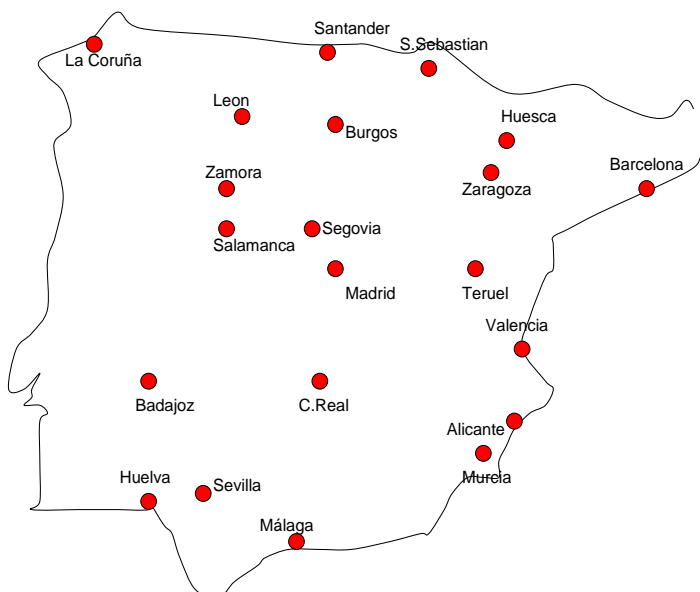 Santander
S.Sebastian
La Coruña
Leon
Huesca
Burgos
Barcelona
Zamora
Zaragoza
Segovia
Salamanca
Madrid
Teruel
Valencia
Badajoz
C.Real
Alicante
Murcia
Huelva
Sevilla
Málaga